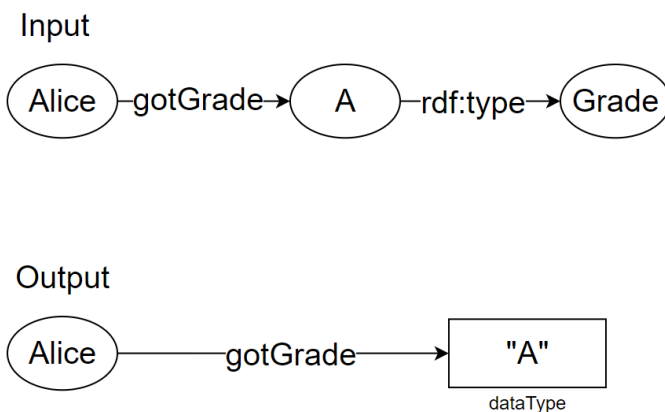 Input
Alice gotGrade A rdf:type Grade
Output
Alice gotGrade "A"
dataType